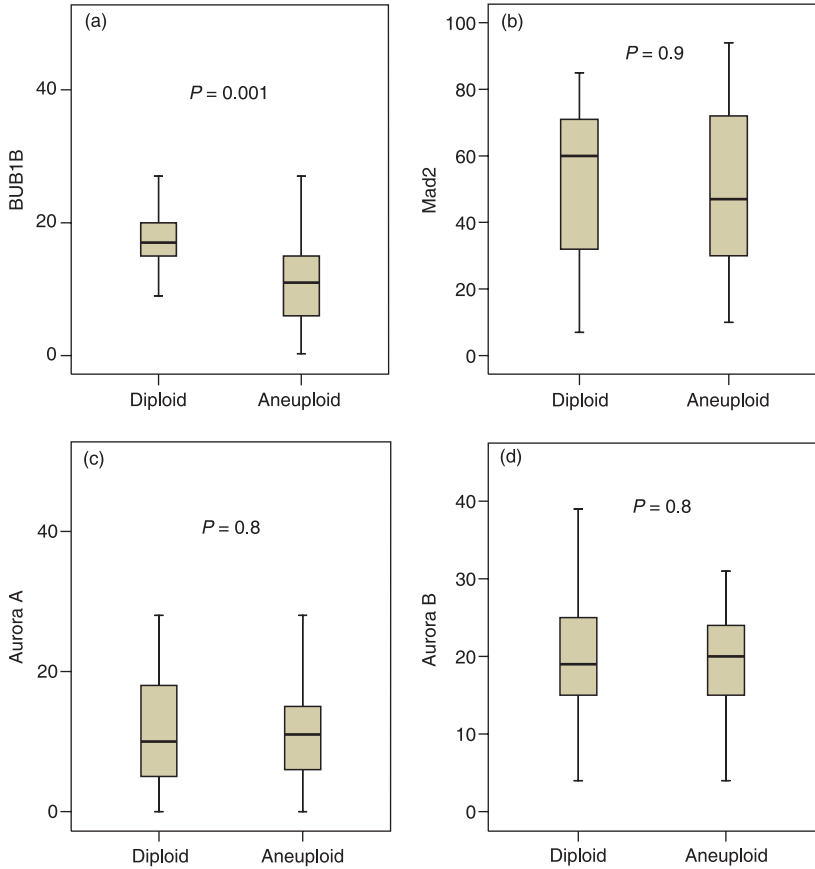 (a)
P = 0.001
BUB1B
40
20
0
Diploid
Aneuploid
(b)
P = 0.9
Mad2
100
80
60
40
20
0
Diploid
Aneuploid
(c)
P = 0.8
Aurora A
40
20
0
Diploid
Aneuploid
(d)
P = 0.8
Aurora B
40
30
20
10
0
Diploid
Aneuploid